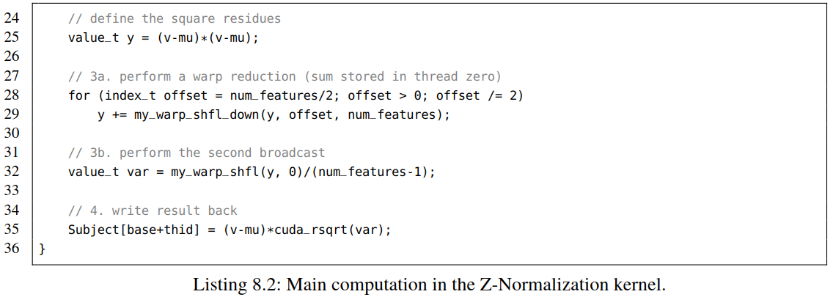 24 // define the square residues
25 value_t y = (v-mu)*(v-mu);
26
27 // 3a. perform a warp reduction (sum stored in thread zero)
28 for (index_t offset = num_features/2; offset > 0; offset /= 2)
29 y += my_warp_shfl_down(y, offset, num_features);
30
31 // 3b. perform the second broadcast
32 value_t var = my_warp_shfl(y, 0)/(num_features-1);
33
34 // 4. write result back
35 Subject[base+thid] = (v-mu)*cuda_rsqrt(var);
36 }
Listing 8.2: Main computation in the Z-Normalization kernel.